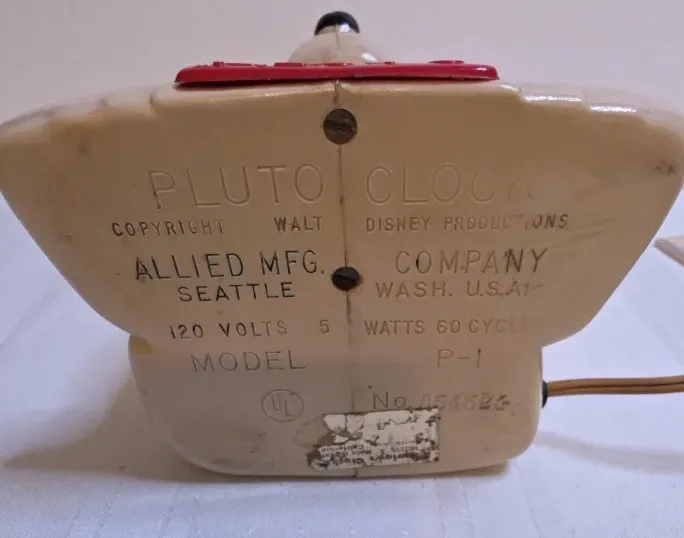 PLUTO CLOCK
COPYRIGHT WALT DISNEY PRODUCTIONS
ALLIED MFG. COMPANY
SEATTLE WASH. U.S.A.
120 VOLTS 5 WATTS 60 CYCLE
MODEL P-1
UL No.